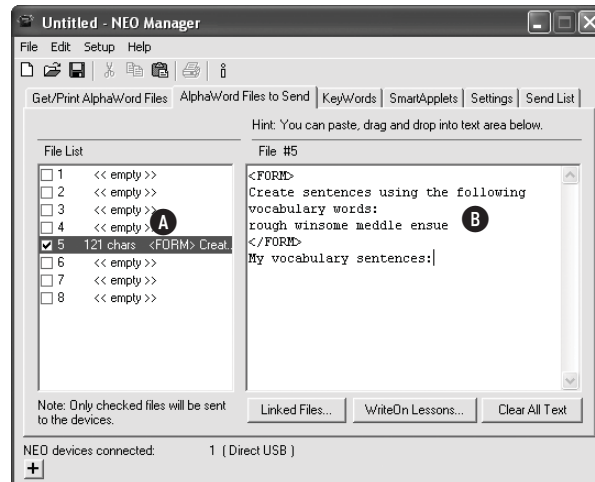 Untitled - NEO Manager
File Edit Setup Help
Get/Print AlphaWord Files AlphaWord Files to Send KeyWords SmartApplets Settings Send List
Hint: You can paste, drag and drop into text area below.
File List
File #5
1 << empty >>
2 << empty >>
3 << empty >>
4 << empty >>
A
5 121 chars <FORM> Creat..
6 << empty >>
7 << empty >>
8 << empty >>
<FORM>
Create sentences using the following
vocabulary words:
rough winsome meddle ensue
B
</FORM>
My vocabulary sentences:
Note: Only checked files will be sent
to the devices.
Linked Files... WriteOn Lessons... Clear All Text
NEO devices connected: 1 ( Direct USB )
+